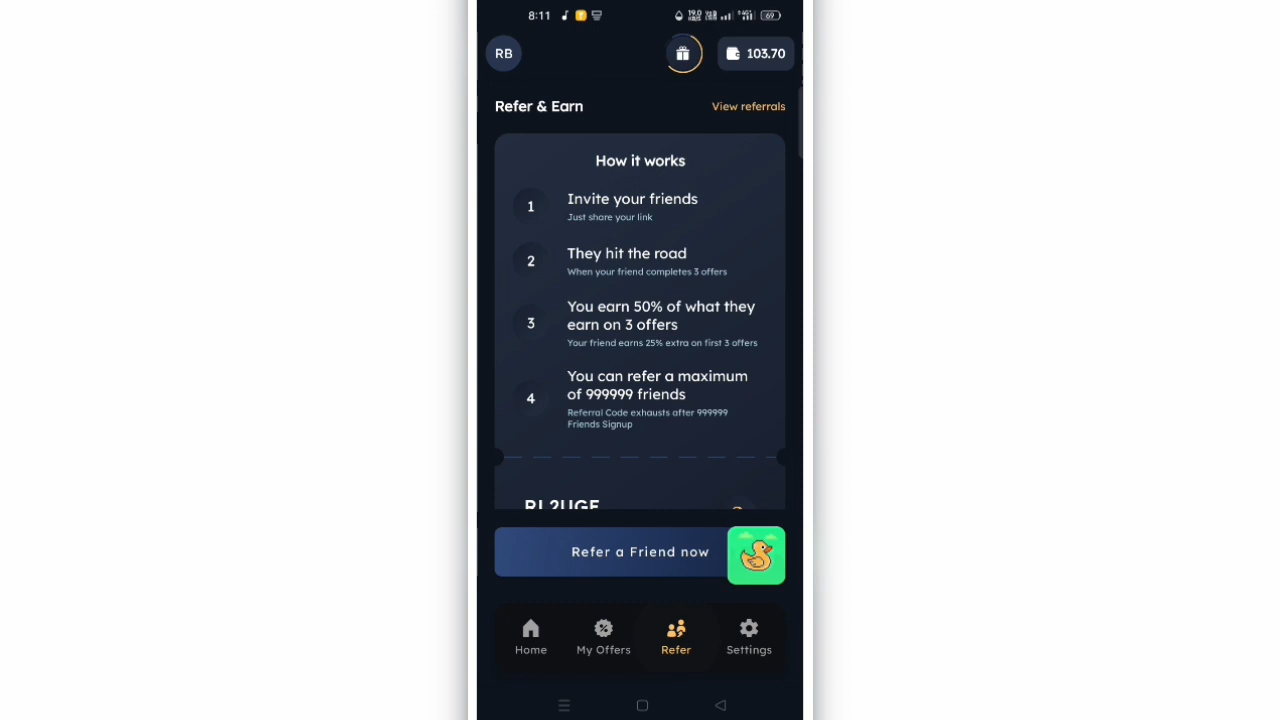 8:11
69
RB
103.70
Refer & Earn
View referrals
How it works
1
Invite your friends
Just share your link
2
They hit the road
When your friend completes 3 offers
3
You earn 50% of what they
earn on 3 offers
Your friend earns 25% extra on first 3 offers
4
You can refer a maximum
of 999999 friends
Referral Code exhausts after 999999
Friends Signup
Refer a Friend now
Home
My Offers
Refer
Settings